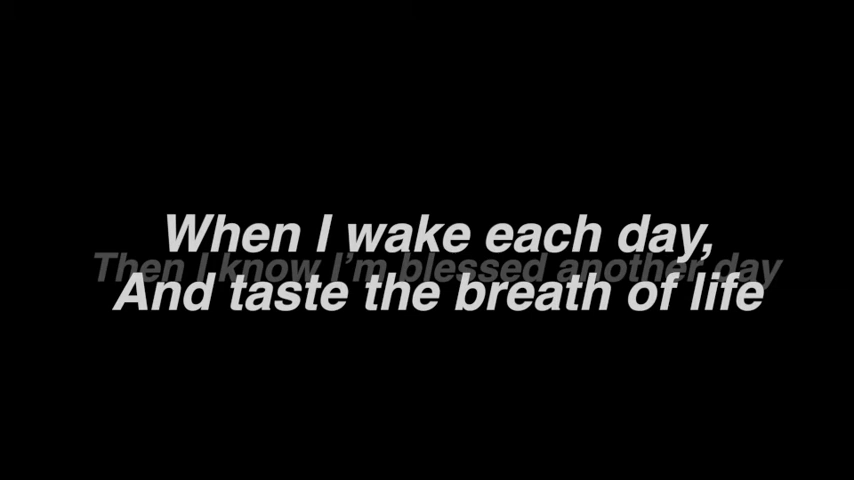 When I wake each day,
Then I know I'm blessed another day
And taste the breath of life